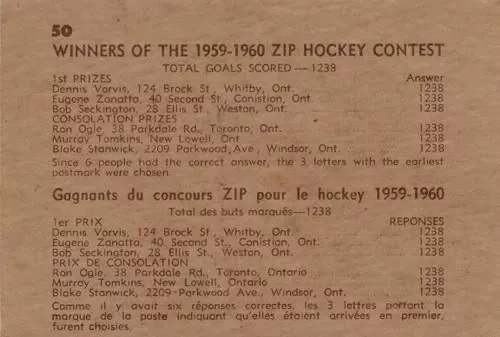 50
WINNERS OF THE 1959-1960 ZIP HOCKEY CONTEST
TOTAL GOALS SCORED — 1238
1st PRIZES Answer
Dennis Vorvis, 124 Brock St., Whitby, Ont. 1238
Eugene Zanatta, 40 Second St., Conistion, Ont. 1238
Bob Seckington, 28 Ellis St., Weston, Ont. 1238
CONSOLATION PRIZES
Ron Ogle, 38 Parkdale Rd., Toronto, Ont. 1238
Murray Tomkins, New Lowell, Ont 1238
Blake Stanwick, 2209 Parkwood Ave., Windsor, Ont. 1238
Since 6 people had the correct answer, the 3 letters with the earliest
postmark were chosen
Gagnants du concours ZIP pour le hockey 1959-1960
Total des buts marqués—1238
1er PRIX REPONSES
Dennis Vorvis, 124 Brock St., Whitby, Ont. 1238
Eugene Zanatta, 40 Second St., Conistion, Ont. 1238
Bob Seckington, 28 Ellis St., Weston, Ont. 1238
PRIX DE CONSOLATION
Ron Ogle, 38 Parkdale Rd., Toronto, Ontario 1238
Murray Tomkins, New Lowell, Ontario 1238
Blake Stanwick, 2209 Parkwood Ave., Windsor, Ont. 1238
Comme il y avait six réponses correctes, les 3 lettres portant la
marque de la poste indiquant qu'elles étaient arrivées en premier,
furent choisies.